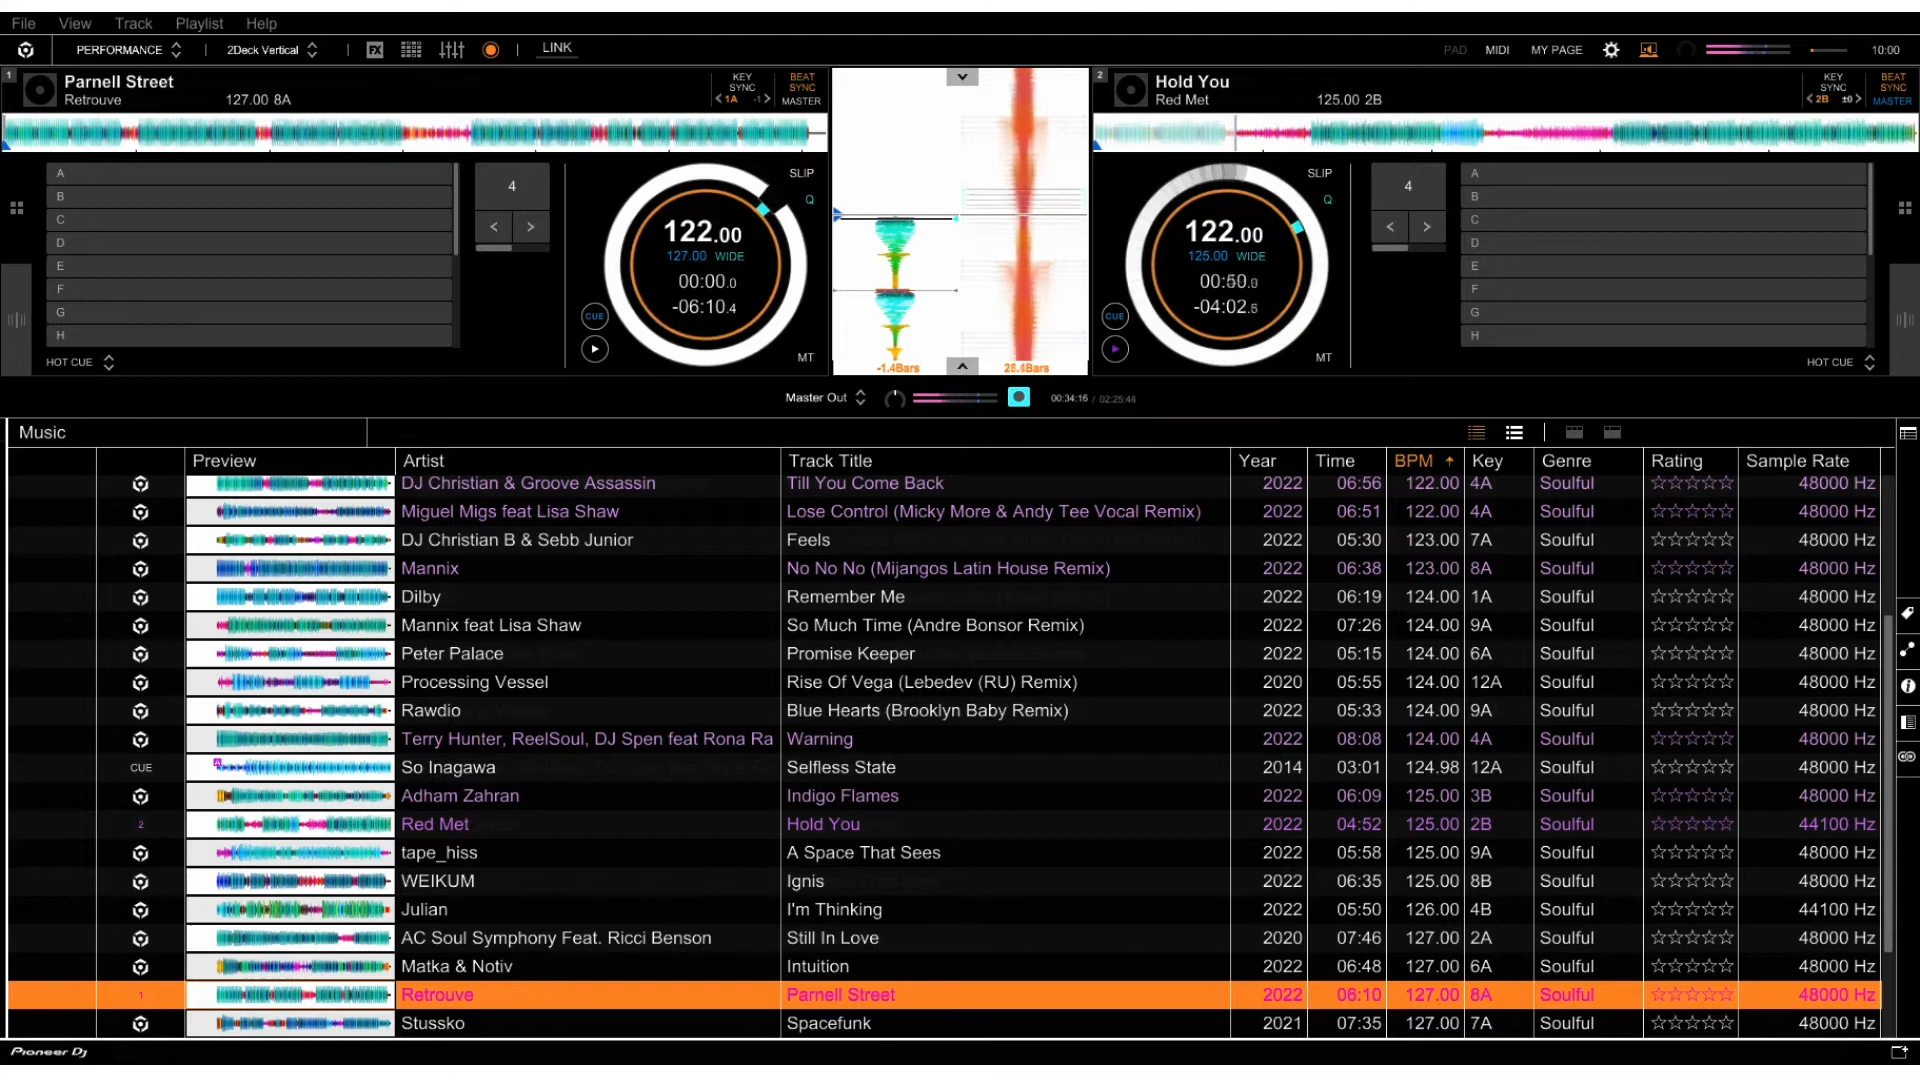 File View Track Playlist Help
PERFORMANCE 2Deck Vertical FX LINK PAD MIDI MY PAGE 10:00
1 Parnell Street
Retrouve 127.00 8A
KEY SYNC
< 1A -1 >
BEAT SYNC
MASTER
2 Hold You
Red Met 125.00 2B
KEY SYNC
< 2B ±0 >
BEAT SYNC
MASTER
A
B
C
D
E
F
G
H
HOT CUE
4
< >
SLIP
Q
122.00
127.00 WIDE
00:00.0
-06:10.4
CUE
MT
-1.4Bars 26.4Bars
SLIP
Q
122.00
125.00 WIDE
00:50.0
-04:02.6
CUE
MT
4
< >
A
B
C
D
E
F
G
H
HOT CUE
Master Out 00:34:16 / 02:25:46
Music
Preview Artist Track Title Year Time BPM Key Genre Rating Sample Rate
DJ Christian & Groove Assassin Till You Come Back 2022 06:56 122.00 4A Soulful 48000 Hz
Miguel Migs feat Lisa Shaw Lose Control (Micky More & Andy Tee Vocal Remix) 2022 06:51 122.00 4A Soulful 48000 Hz
DJ Christian B & Sebb Junior Feels 2022 05:30 123.00 7A Soulful 48000 Hz
Mannix No No No (Mijangos Latin House Remix) 2022 06:38 123.00 8A Soulful 48000 Hz
Dilby Remember Me 2022 06:19 124.00 1A Soulful 48000 Hz
Mannix feat Lisa Shaw So Much Time (Andre Bonsor Remix) 2022 07:26 124.00 9A Soulful 48000 Hz
Peter Palace Promise Keeper 2022 05:15 124.00 6A Soulful 48000 Hz
Processing Vessel Rise Of Vega (Lebedev (RU) Remix) 2020 05:55 124.00 12A Soulful 48000 Hz
Rawdio Blue Hearts (Brooklyn Baby Remix) 2022 05:33 124.00 9A Soulful 48000 Hz
Terry Hunter, ReelSoul, DJ Spen feat Rona Ra Warning 2022 08:08 124.00 4A Soulful 48000 Hz
CUE So Inagawa Selfless State 2014 03:01 124.98 12A Soulful 48000 Hz
Adham Zahran Indigo Flames 2022 06:09 125.00 3B Soulful 48000 Hz
2 Red Met Hold You 2022 04:52 125.00 2B Soulful 44100 Hz
tape_hiss A Space That Sees 2022 05:58 125.00 9A Soulful 48000 Hz
WEIKUM Ignis 2022 06:35 125.00 8B Soulful 48000 Hz
Julian I'm Thinking 2022 05:50 126.00 4B Soulful 44100 Hz
AC Soul Symphony Feat. Ricci Benson Still In Love 2020 07:46 127.00 2A Soulful 48000 Hz
Matka & Notiv Intuition 2022 06:48 127.00 6A Soulful 48000 Hz
1 Retrouve Parnell Street 2022 06:10 127.00 8A Soulful 48000 Hz
Stussko Spacefunk 2021 07:35 127.00 7A Soulful 48000 Hz
Pioneer Dj